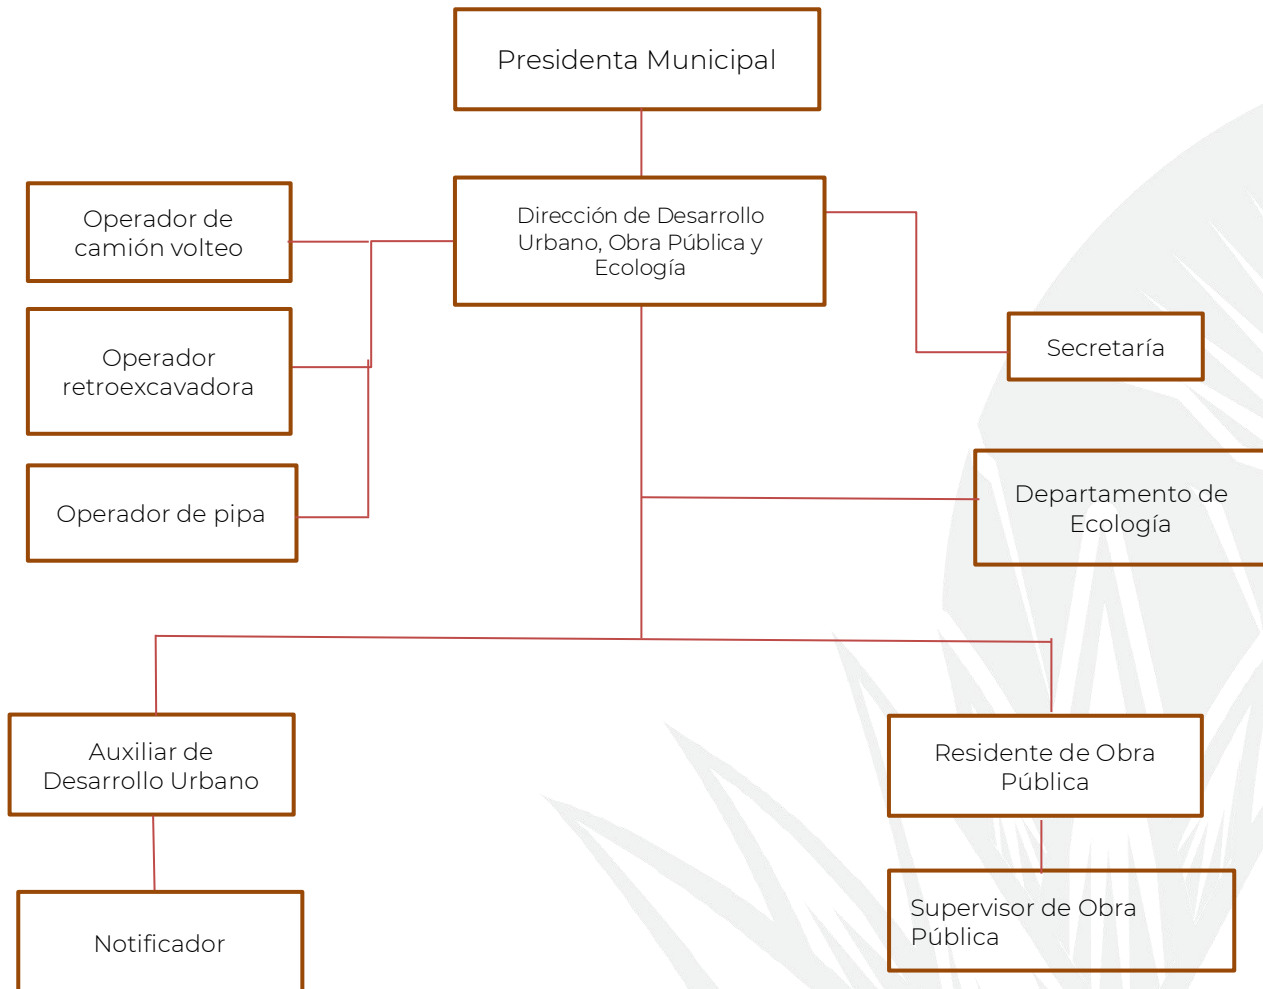 Presidenta Municipal
Dirección de Desarrollo
Urbano, Obra Pública y
Ecología
Operador de
camión volteo
Operador
retroexcavadora
Operador de pipa
Secretaría
Departamento de
Ecología
Auxiliar de
Desarrollo Urbano
Residente de Obra
Pública
Notificador
Supervisor de Obra
Pública